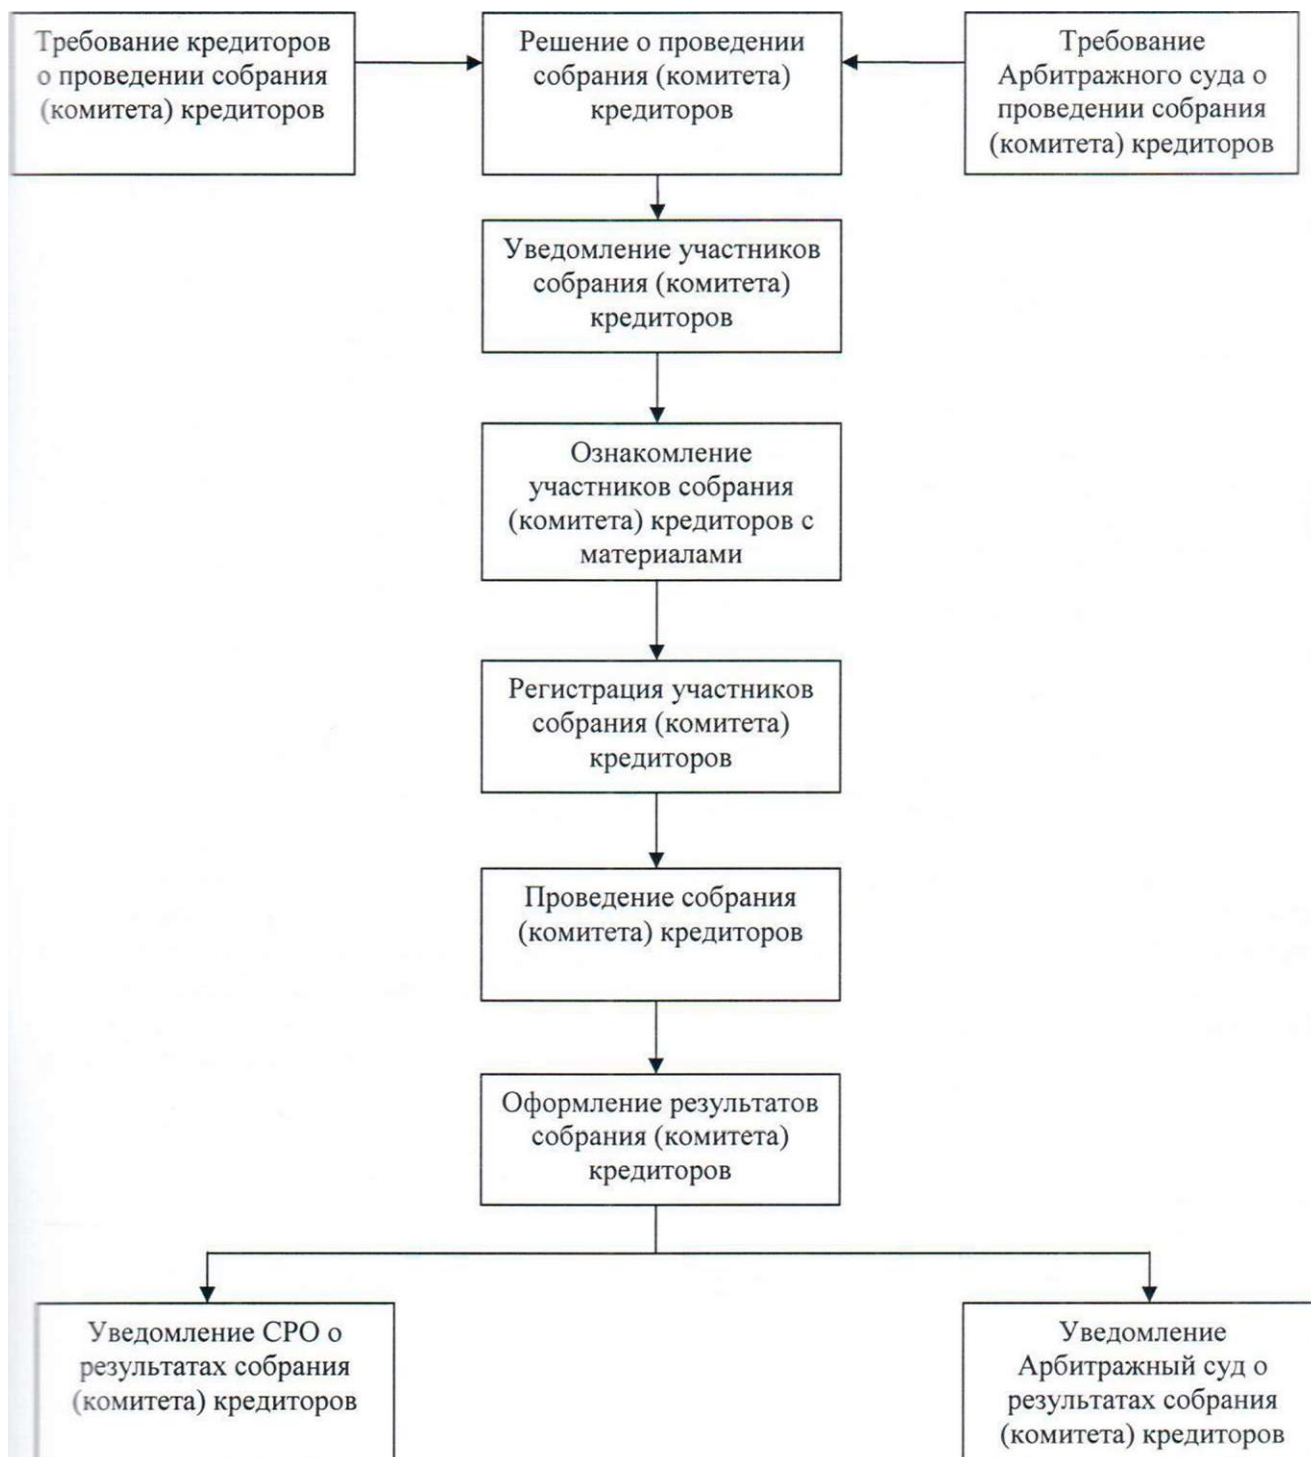 Требование кредиторов
о проведении собрания
(комитета) кредиторов
Решение о проведении
собрания (комитета)
кредиторов
Требование
Арбитражного суда о
проведении собрания
(комитета) кредиторов
Уведомление участников
собрания (комитета)
кредиторов
Ознакомление
участников собрания
(комитета) кредиторов с
материалами
Регистрация участников
собрания (комитета)
кредиторов
Проведение собрания
(комитета) кредиторов
Оформление результатов
собрания (комитета)
кредиторов
Уведомление СРО о
результатах собрания
(комитета) кредиторов
Уведомление
Арбитражный суд о
результатах собрания
(комитета) кредиторов